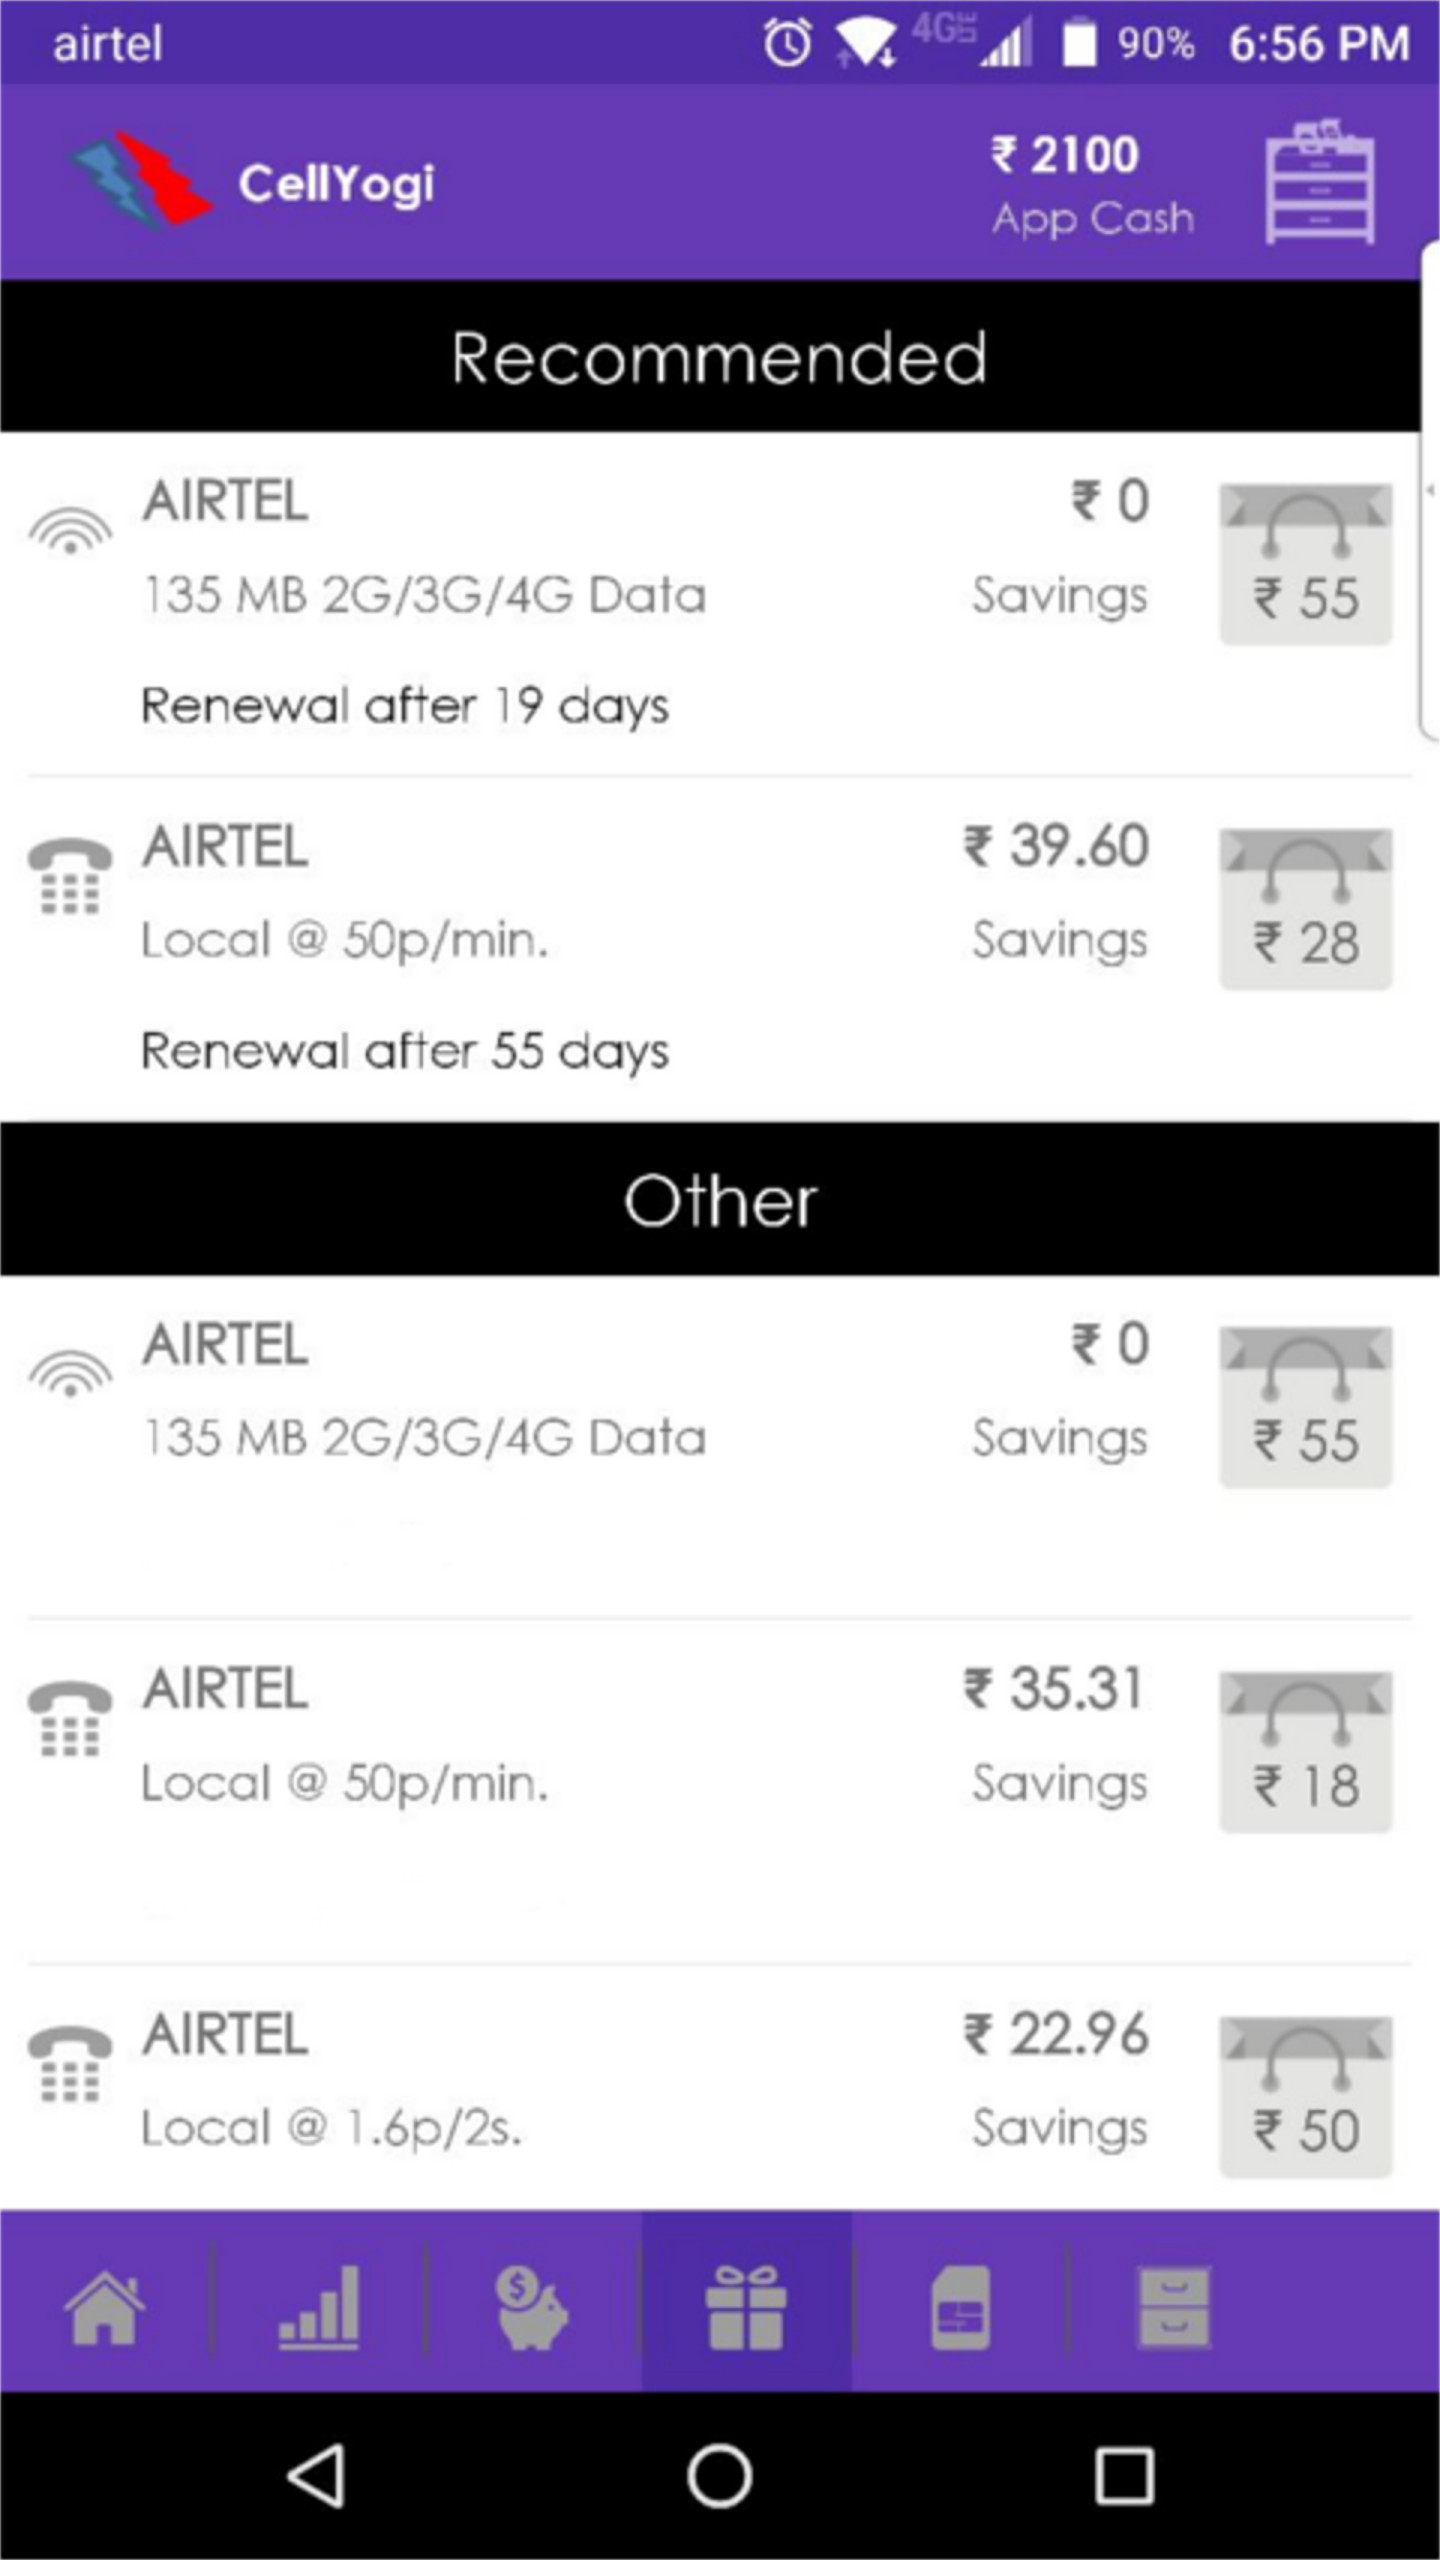 airtel 4G LTE 90% 6:56 PM
CellYogi
₹ 2100
App Cash
Recommended
AIRTEL ₹ 0
135 MB 2G/3G/4G Data Savings ₹ 55
Renewal after 19 days
AIRTEL ₹ 39.60
Local @ 50p/min. Savings ₹ 28
Renewal after 55 days
Other
AIRTEL ₹ 0
135 MB 2G/3G/4G Data Savings ₹ 55
AIRTEL ₹ 35.31
Local @ 50p/min. Savings ₹ 18
AIRTEL ₹ 22.96
Local @ 1.6p/2s. Savings ₹ 50
$